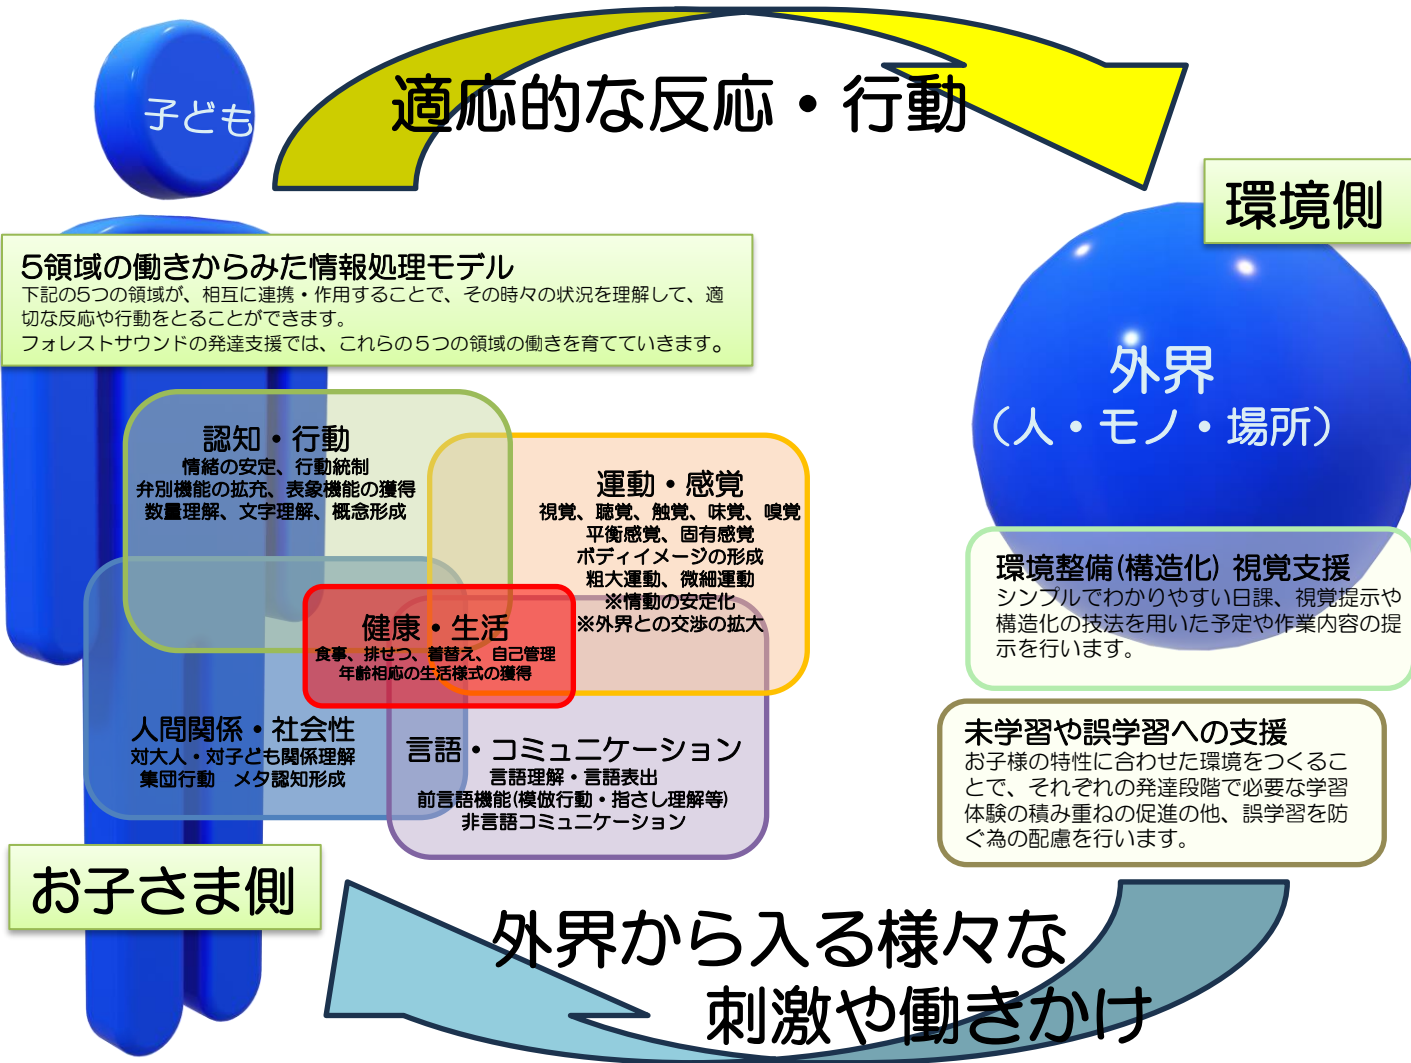 子ども
適応的な反応・行動
環境側
5領域の働きからみた情報処理モデル
下記の5つの領域が、相互に連携・作用することで、その時々の状況を理解して、適
切な反応や行動をとることができます。
フォレストサウンドの発達支援では、これらの5つの領域の働きを育てていきます。
外界
（人・モノ・場所）
認知・行動
情緒の安定、行動統制
弁別機能の拡充、表象機能の獲得
数量理解、文字理解、概念形成
運動・感覚
視覚、聴覚、触覚、味覚、嗅覚
平衡感覚、固有感覚
ボディイメージの形成
粗大運動、微細運動
※情動の安定化
※外界との交渉の拡大
健康・生活
食事、排せつ、着替え、自己管理
年齢相応の生活様式の獲得
人間関係・社会性
対大人・対子ども関係理解
集団行動　メタ認知形成
言語・コミュニケーション
言語理解・言語表出
前言語機能(模倣行動・指さし理解等)
非言語コミュニケーション
環境整備(構造化) 視覚支援
シンプルでわかりやすい日課、視覚提示や
構造化の技法を用いた予定や作業内容の提
示を行います。
未学習や誤学習への支援
お子様の特性に合わせた環境をつくるこ
とで、それぞれの発達段階で必要な学習
体験の積み重ねの促進の他、誤学習を防
ぐ為の配慮を行います。
お子さま側
外界から入る様々な
刺激や働きかけ